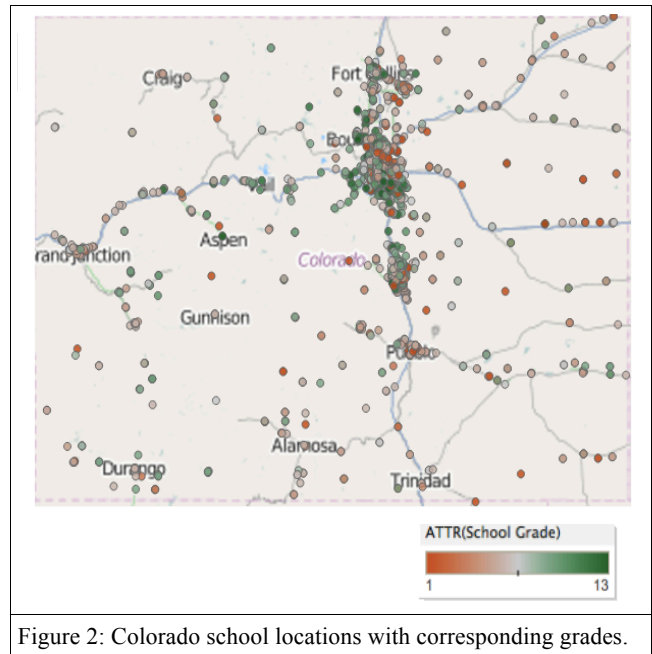 Craig
Fort Collins
Aspen
Colorado
Gunnison
Alamosa
Durango
Trinidad
ATTR(School Grade)
1 13
Figure 2: Colorado school locations with corresponding grades.